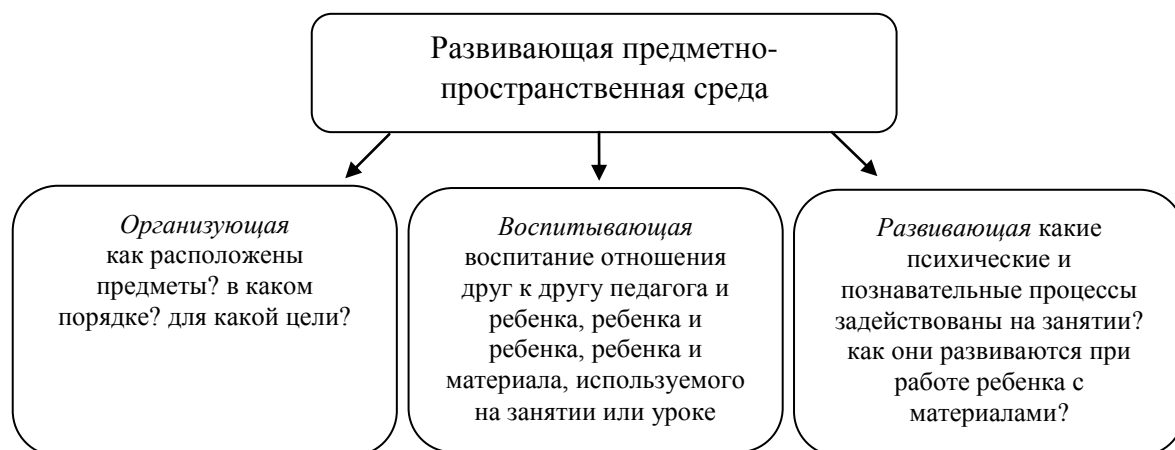 Развивающая предметно-
пространственная среда
Организующая
как расположены
предметы? в каком
порядке? для какой цели?
Воспитывающая
воспитание отношения
друг к другу педагога и
ребенка, ребенка и
ребенка, ребенка и
материала, используемого
на занятии или уроке
Развивающая какие
психические и
познавательные процессы
задействованы на занятии?
как они развиваются при
работе ребенка с
материалами?